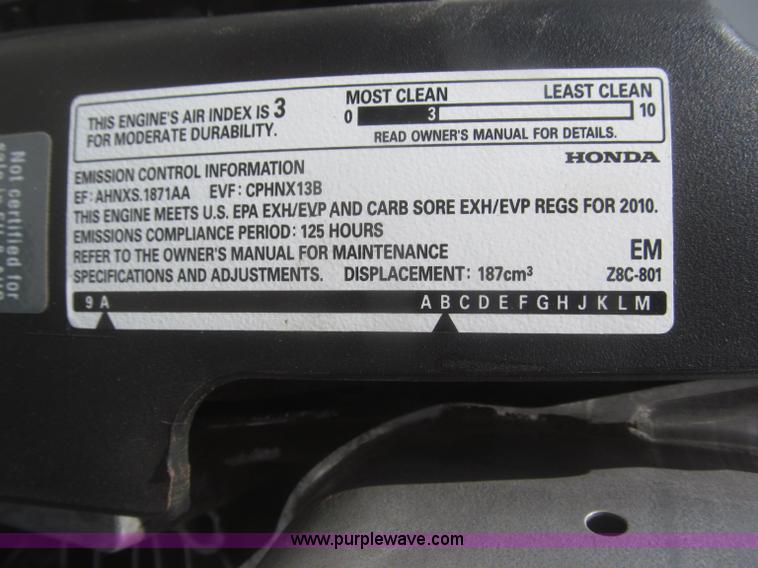 THIS ENGINE'S AIR INDEX IS 3
FOR MODERATE DURABILITY.
MOST CLEAN LEAST CLEAN
0 3 10
READ OWNER'S MANUAL FOR DETAILS.
HONDA
EMISSION CONTROL INFORMATION
EF: AHNXS.1871AA EVF: CPHNX13B
THIS ENGINE MEETS U.S. EPA EXH/EVP AND CARB SORE EXH/EVP REGS FOR 2010.
EMISSIONS COMPLIANCE PERIOD: 125 HOURS
REFER TO THE OWNER'S MANUAL FOR MAINTENANCE EM
SPECIFICATIONS AND ADJUSTMENTS. DISPLACEMENT: 187cm³ Z8C-801
9 A A B C D E F G H J K L M
Not certified for
www.purplewave.com